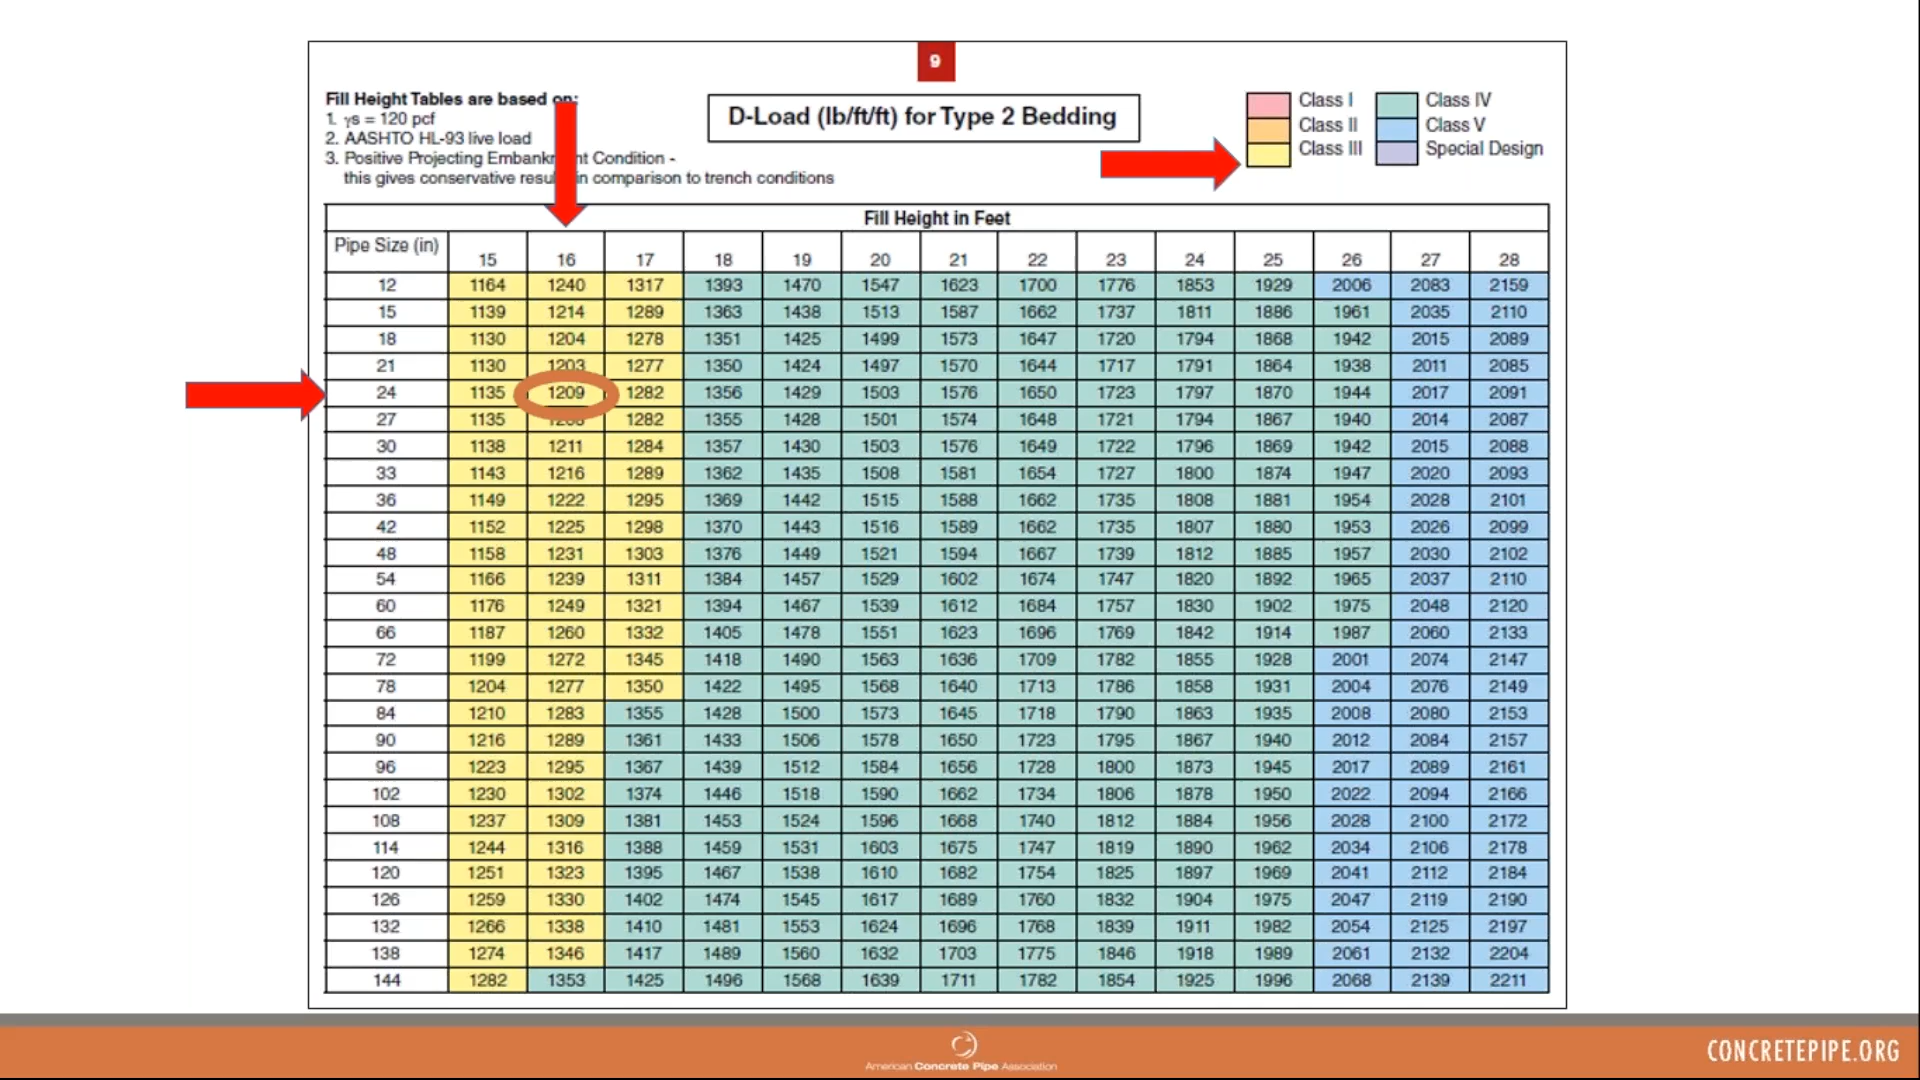 9
Fill Height Tables are based on:
1. γs = 120 pcf
2. AASHTO HL-93 live load
3. Positive Projecting Condition -
this gives conservative in comparison to trench conditions
D-Load (lb/ft/ft) for Type 2 Bedding
Class I Class IV
Class II Class V
Class III Special Design
Fill Height in Feet
Pipe Size (in) 15 16 17 18 19 20 21 22 23 24 25 26 27 28
12 1164 1240 1317 1393 1470 1547 1623 1700 1776 1853 1929 2006 2083 2159
15 1139 1214 1289 1363 1438 1513 1587 1662 1737 1811 1886 1961 2035 2110
18 1130 1204 1278 1351 1425 1499 1573 1647 1720 1794 1868 1942 2015 2089
21 1130 1203 1277 1350 1424 1497 1570 1644 1717 1791 1864 1938 2011 2085
24 1135 1209 1282 1356 1429 1503 1576 1650 1723 1797 1870 1944 2017 2091
27 1135 1282 1355 1428 1501 1574 1648 1721 1794 1867 1940 2014 2087
30 1138 1211 1284 1357 1430 1503 1576 1649 1722 1796 1869 1942 2015 2088
33 1143 1216 1289 1362 1435 1508 1581 1654 1727 1800 1874 1947 2020 2093
36 1149 1222 1295 1369 1442 1515 1588 1662 1735 1808 1881 1954 2028 2101
42 1152 1225 1298 1370 1443 1516 1589 1662 1735 1807 1880 1953 2026 2099
48 1158 1231 1303 1376 1449 1521 1594 1667 1739 1812 1885 1957 2030 2102
54 1166 1239 1311 1384 1457 1529 1602 1674 1747 1820 1892 1965 2037 2110
60 1176 1249 1321 1394 1467 1539 1612 1684 1757 1830 1902 1975 2048 2120
66 1187 1260 1332 1405 1478 1551 1623 1696 1769 1842 1914 1987 2060 2133
72 1199 1272 1345 1418 1490 1563 1636 1709 1782 1855 1928 2001 2074 2147
78 1204 1277 1350 1422 1495 1568 1640 1713 1786 1858 1931 2004 2076 2149
84 1210 1283 1355 1428 1500 1573 1645 1718 1790 1863 1935 2008 2080 2153
90 1216 1289 1361 1433 1506 1578 1650 1723 1795 1867 1940 2012 2084 2157
96 1223 1295 1367 1439 1512 1584 1656 1728 1800 1873 1945 2017 2089 2161
102 1230 1302 1374 1446 1518 1590 1662 1734 1806 1878 1950 2022 2094 2166
108 1237 1309 1381 1453 1524 1596 1668 1740 1812 1884 1956 2028 2100 2172
114 1244 1316 1388 1459 1531 1603 1675 1747 1819 1890 1962 2034 2106 2178
120 1251 1323 1395 1467 1538 1610 1682 1754 1825 1897 1969 2041 2112 2184
126 1259 1330 1402 1474 1545 1617 1689 1760 1832 1904 1975 2047 2119 2190
132 1266 1338 1410 1481 1553 1624 1696 1768 1839 1911 1982 2054 2125 2197
138 1274 1346 1417 1489 1560 1632 1703 1775 1846 1918 1989 2061 2132 2204
144 1282 1353 1425 1496 1568 1639 1711 1782 1854 1925 1996 2068 2139 2211
American Concrete Pipe Association
CONCRETEPIPE.ORG